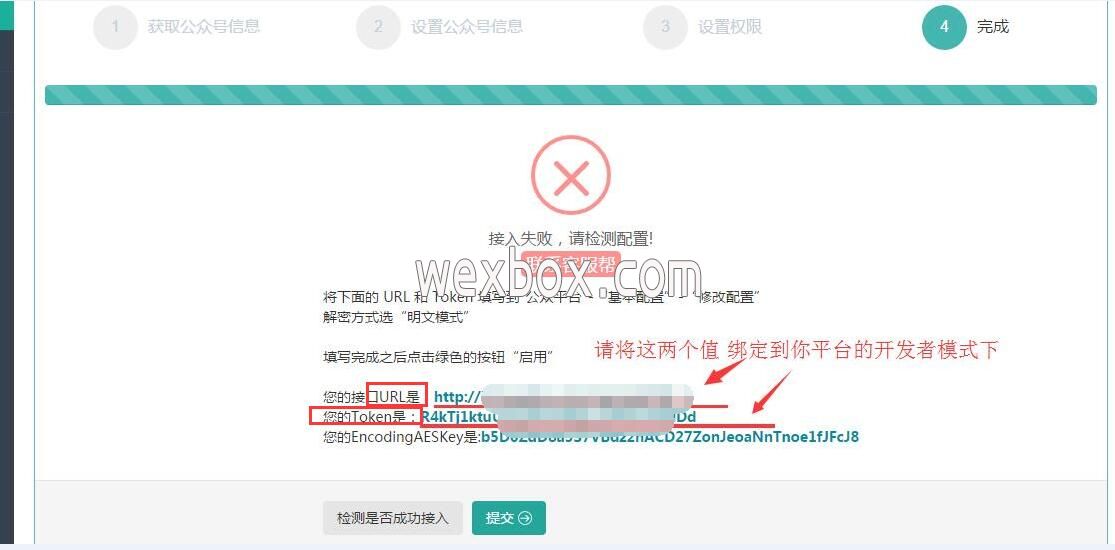 1 获取公众号信息 2 设置公众号信息 3 设置权限 4 完成
接入失败，请检测配置!
wexbox.com
将下面的 URL 和 Token 填写到“公众平台 - “基本配置” - “修改配置”
解密方式选“明文模式”
请将这两个值 绑定到你平台的开发者模式下
填写完成之后点击绿色的按钮“启用”
您的接口URL是 http://
您的Token是：R4kTj1ktu Dd
您的EncodingAESKey是:
检测是否成功接入 提交